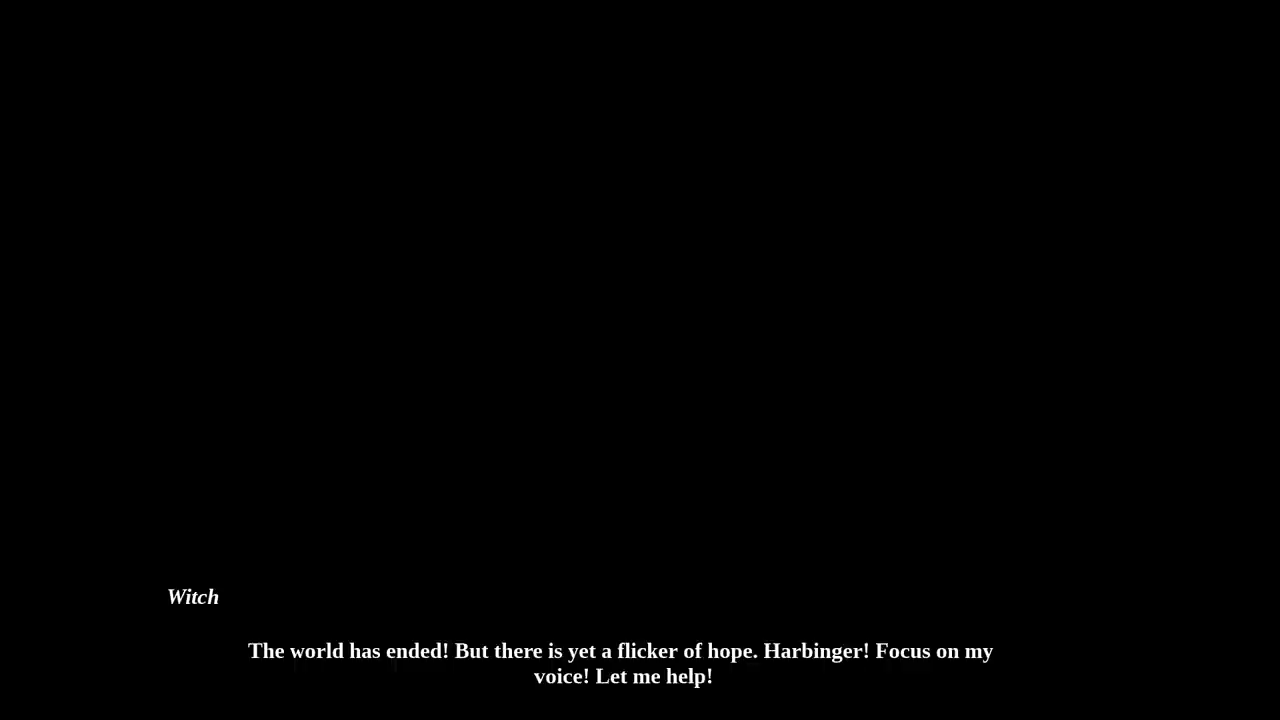 Witch
The world has ended! But there is yet a flicker of hope. Harbinger! Focus on my
voice! Let me help!